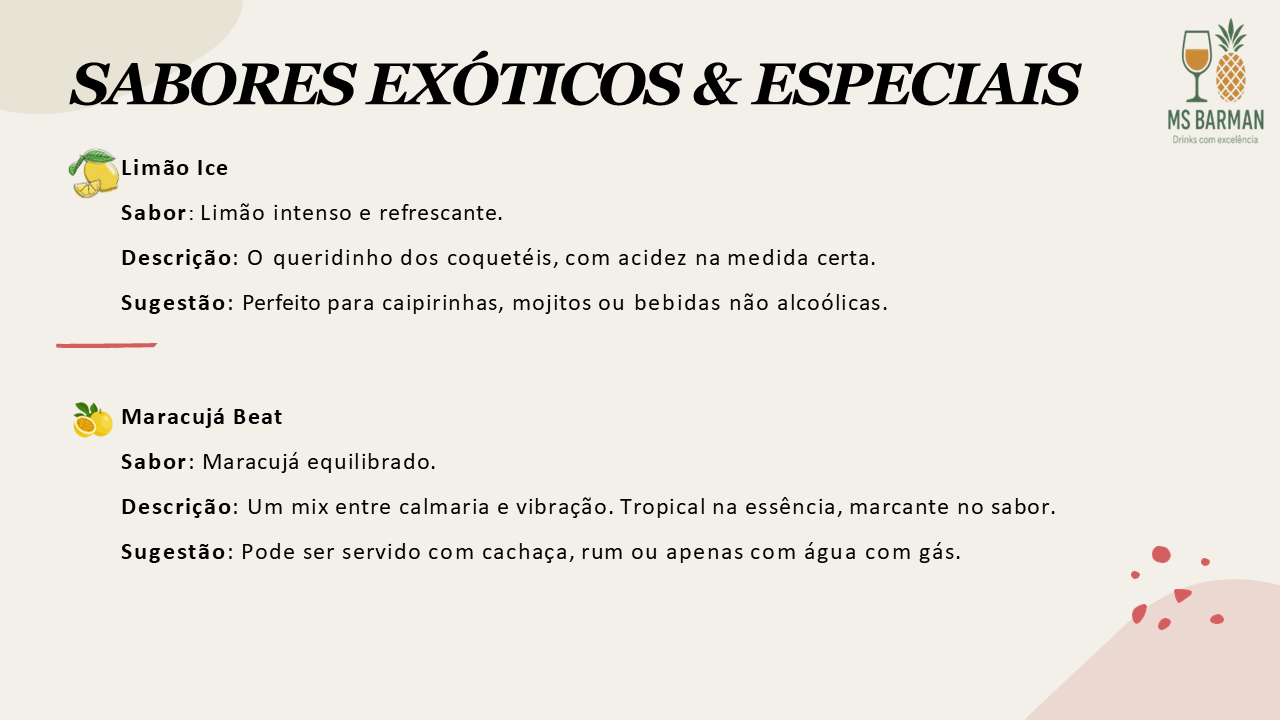 SABORES EXÓTICOS & ESPECIAIS
MS BARMAN
Drinks com excelência
Limão Ice
Sabor: Limão intenso e refrescante.
Descrição: O queridinho dos coquetéis, com acidez na medida certa.
Sugestão: Perfeito para caipirinhas, mojitos ou bebidas não alcoólicas.
Maracujá Beat
Sabor: Maracujá equilibrado.
Descrição: Um mix entre calmaria e vibração. Tropical na essência, marcante no sabor.
Sugestão: Pode ser servido com cachaça, rum ou apenas com água com gás.